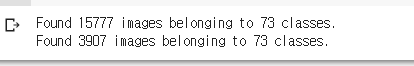 Found 15777 images belonging to 73 classes.
Found 3907 images belonging to 73 classes.